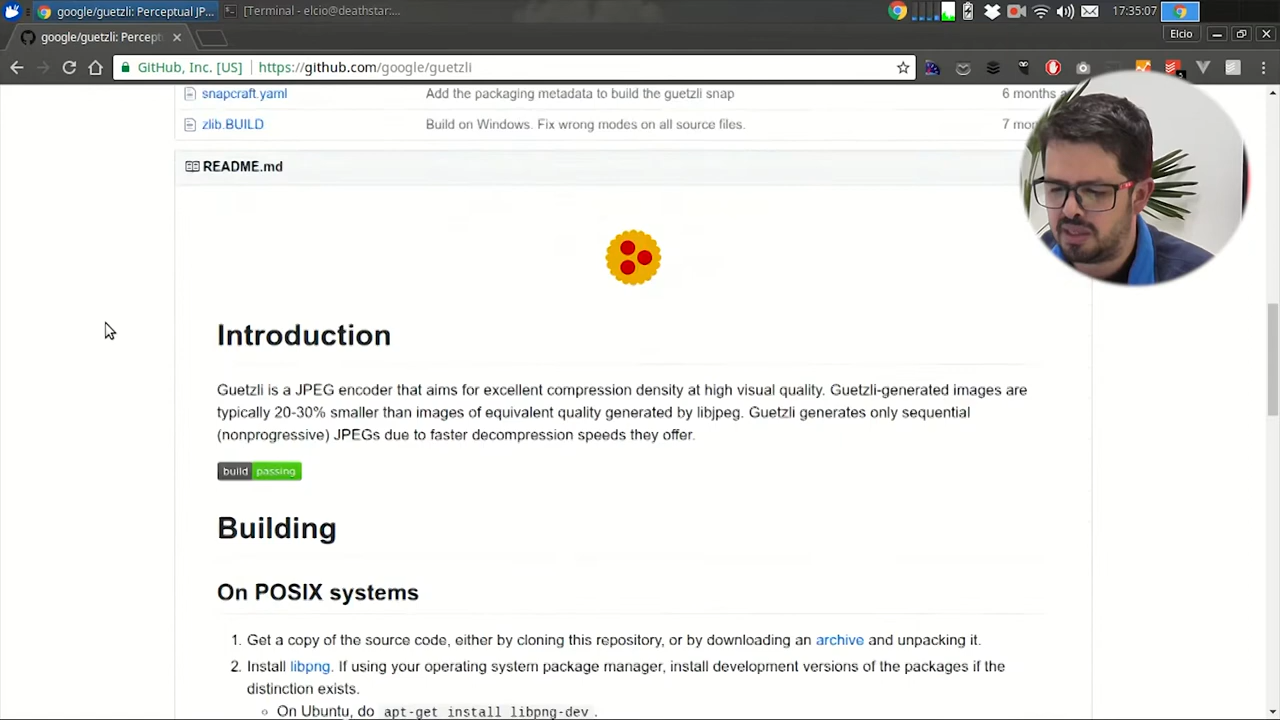 google/guetzli: Perceptual JP... [Terminal - elcio@deathstar:... 17:35:07
google/guetzli: Percept Elcio
GitHub, Inc. [US] https://github.com/google/guetzli
snapcraft.yaml Add the packaging metadata to build the guetzli snap 6 months
zlib.BUILD Build on Windows. Fix wrong modes on all source files. 7 mon
README.md
Introduction
Guetzli is a JPEG encoder that aims for excellent compression density at high visual quality. Guetzli-generated images are
typically 20-30% smaller than images of equivalent quality generated by libjpeg. Guetzli generates only sequential
(nonprogressive) JPEGs due to faster decompression speeds they offer.
build passing
Building
On POSIX systems
1. Get a copy of the source code, either by cloning this repository, or by downloading an archive and unpacking it.
2. Install libpng. If using your operating system package manager, install development versions of the packages if the
distinction exists.
○ On Ubuntu, do apt-get install libpng-dev .